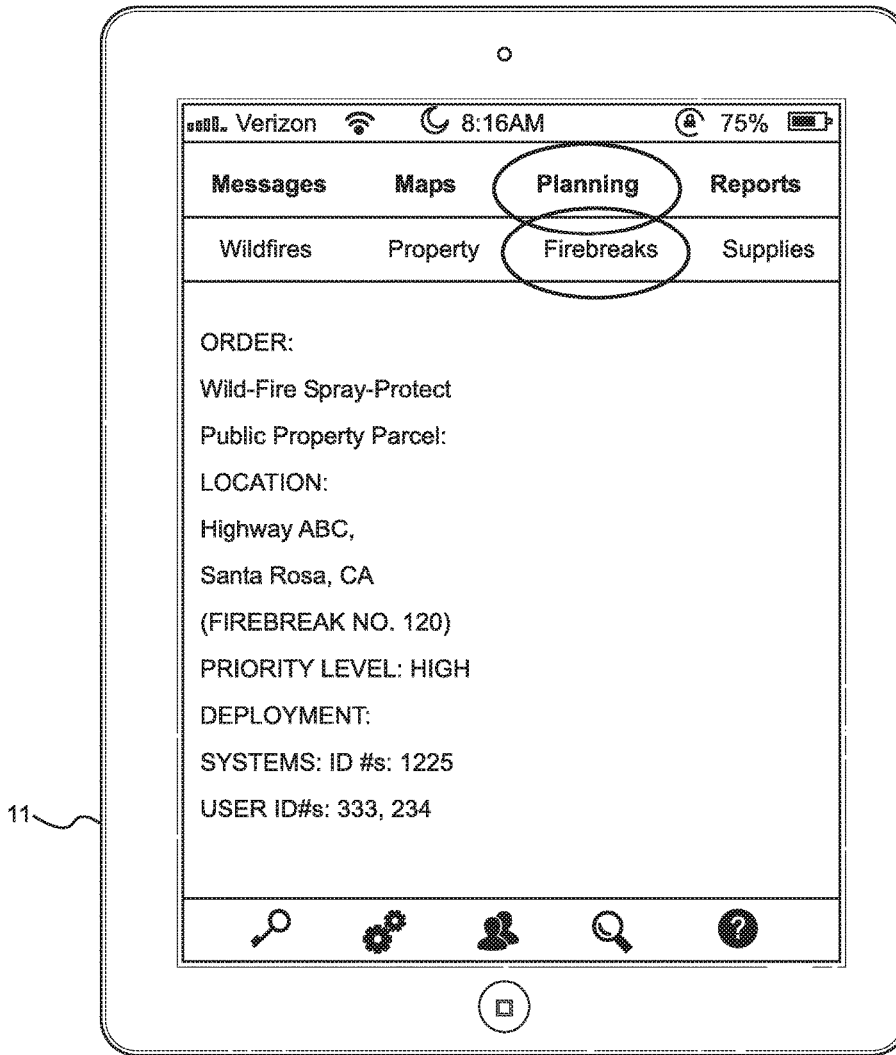 Verizon 8:16AM 75%
Messages Maps Planning Reports
Wildfires Property Firebreaks Supplies
ORDER:
Wild-Fire Spray-Protect
Public Property Parcel:
LOCATION:
Highway ABC,
Santa Rosa, CA
(FIREBREAK NO. 120)
PRIORITY LEVEL: HIGH
DEPLOYMENT:
SYSTEMS: ID #s: 1225
USER ID#s: 333, 234
11
?